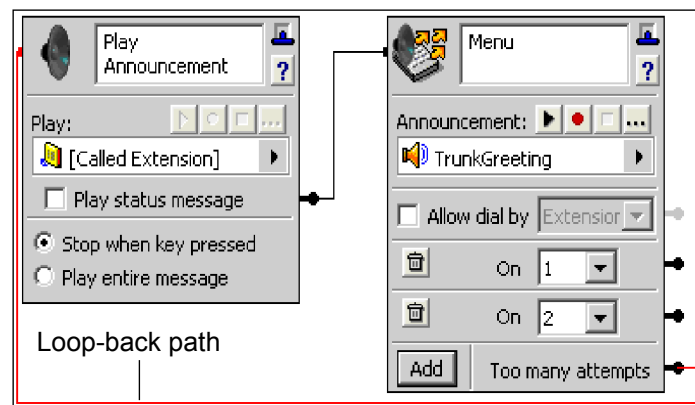 Play
Announcement
?
Play:
...
[Called Extension]
Play status message
Stop when key pressed
Play entire message
Loop-back path
Menu
?
Announcement:
...
TrunkGreeting
Allow dial by Extension
On 1
On 2
Add Too many attempts